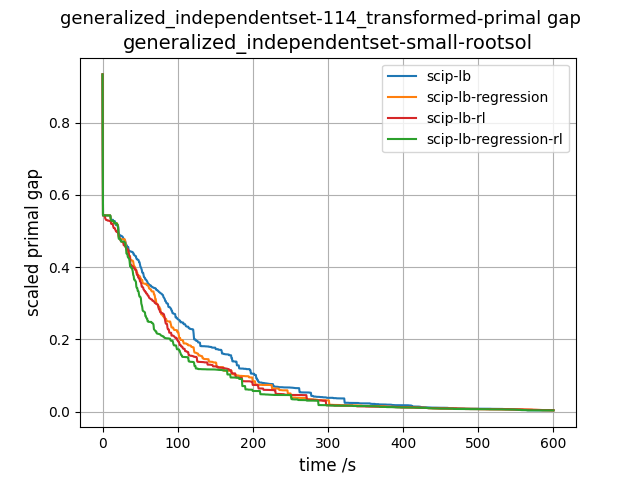 generalized_independentset-114_transformed-primal gap
generalized_independentset-small-rootsol
scip-lb
scip-lb-regression
scip-lb-rl
scip-lb-regression-rl
scaled primal gap
0.8
0.6
0.4
0.2
0.0
0 100 200 300 400 500 600
time /s